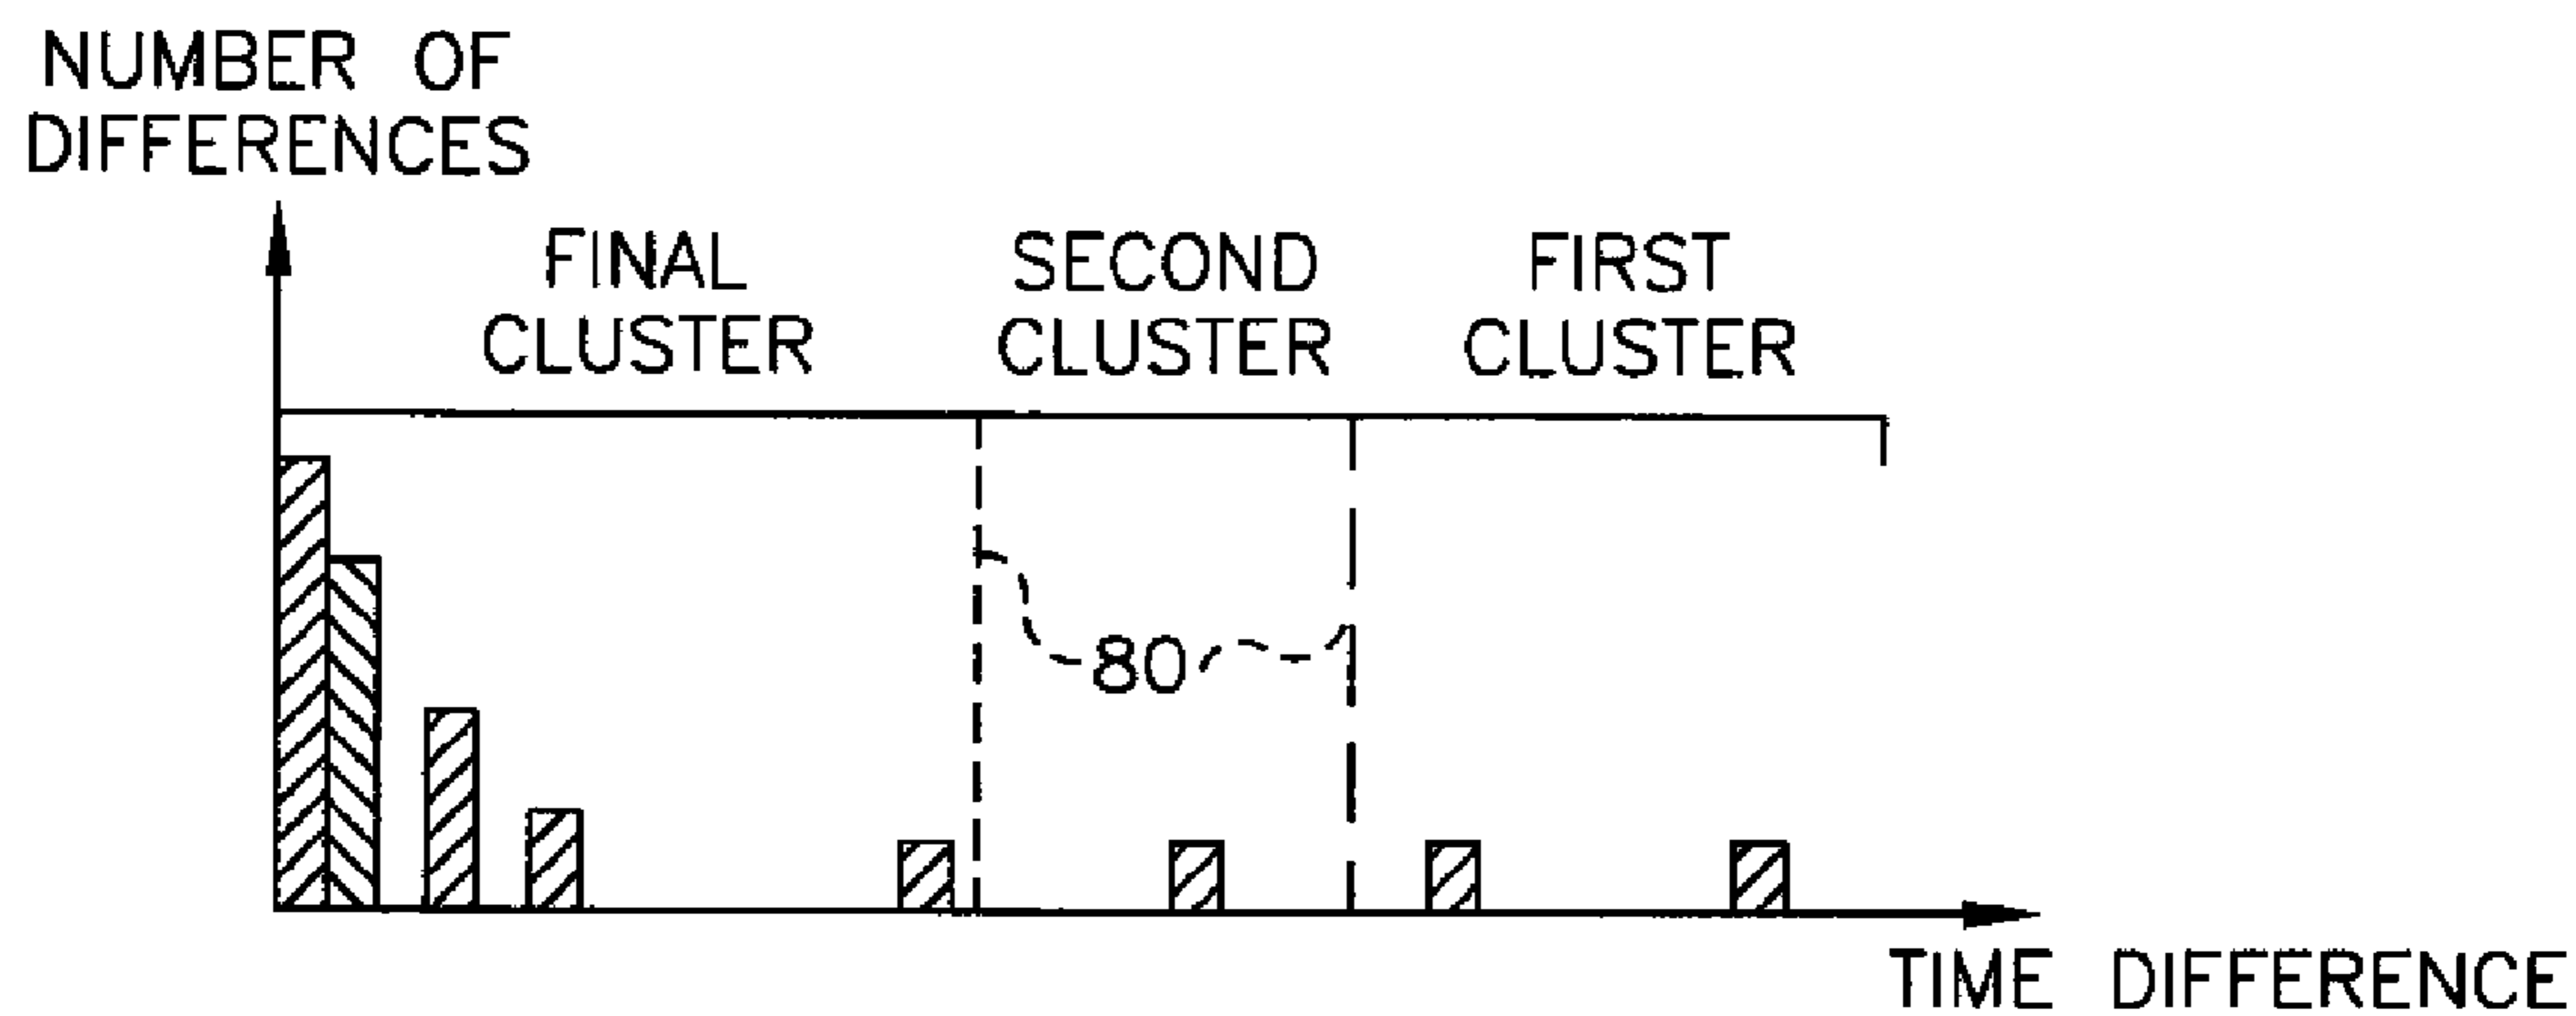 NUMBER OF
DIFFERENCES
FINAL
CLUSTER
SECOND
CLUSTER
FIRST
CLUSTER
80
TIME DIFFERENCE